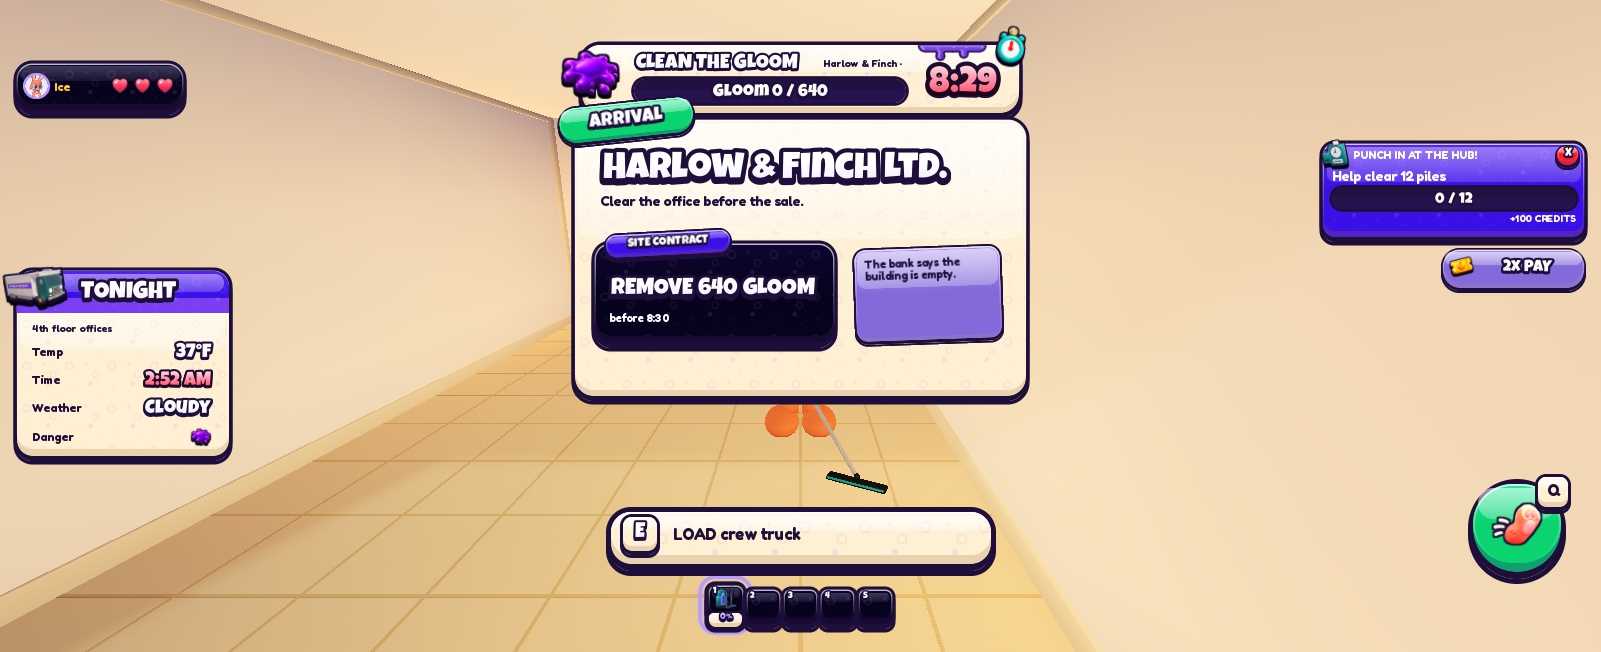 Ice
CLEAN THE GLOOM
Harlow & Finch ·
8:29
GLOOM 0 / 640
ARRIVAL
HARLOW & FINCH LTD.
Clear the office before the sale.
SITE CONTRACT
REMOVE 640 GLOOM
before 8:30
The bank says the
building is empty.
PUNCH IN AT THE HUB!
X
Help clear 12 piles
0 / 12
+100 CREDITS
2X PAY
TONIGHT
4th floor offices
Temp 37°F
Time 2:52 AM
Weather CLOUDY
Danger
Q
E
LOAD crew truck
1
0%
2
3
4
5